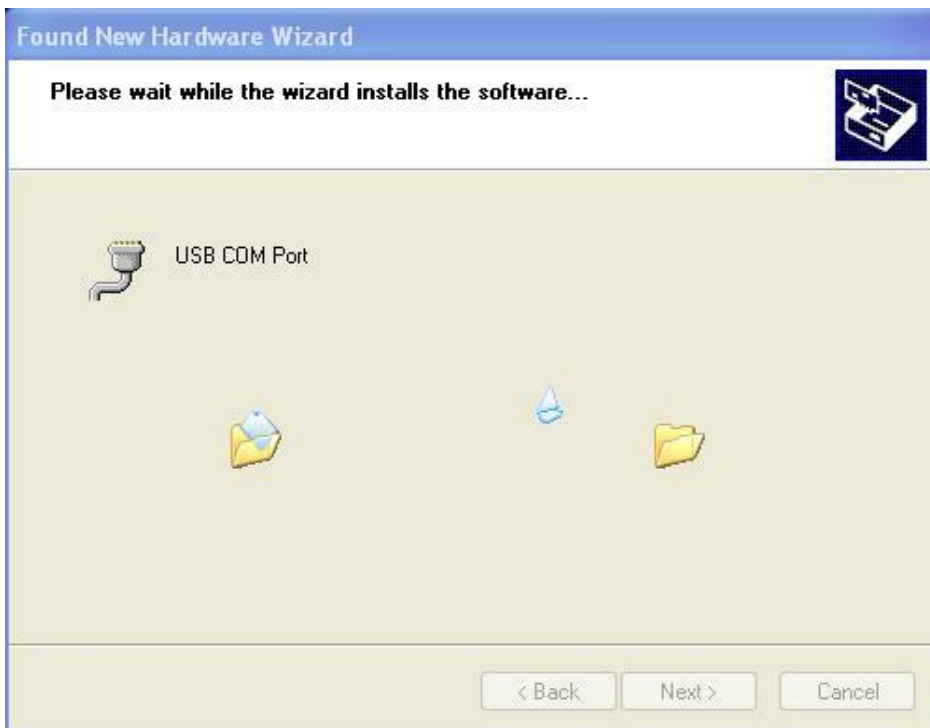 Found New Hardware Wizard
Please wait while the wizard installs the software...
USB COM Port
< Back
Next >
Cancel